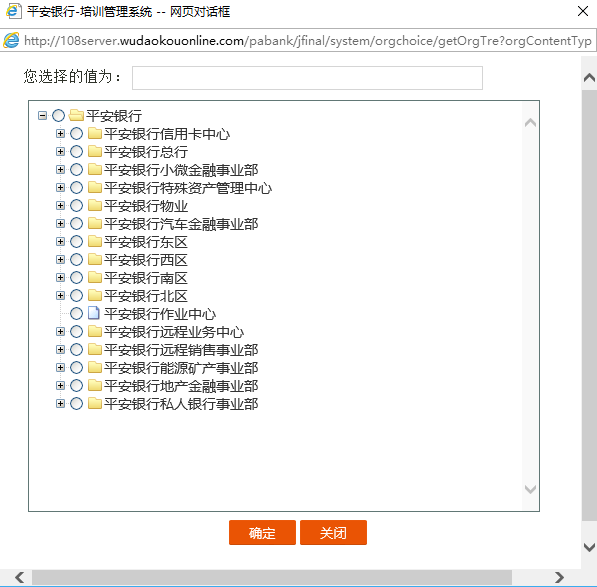 平安银行-培训管理系统 -- 网页对话框
http://108server.wudaokouonline.com/pabank/jfinal/system/orgchoice/getOrgTre?orgContentTyp
您选择的值为：
平安银行
平安银行信用卡中心
平安银行总行
平安银行小微金融事业部
平安银行特殊资产管理中心
平安银行物业
平安银行汽车金融事业部
平安银行东区
平安银行西区
平安银行南区
平安银行北区
平安银行作业中心
平安银行远程业务中心
平安银行远程销售事业部
平安银行能源矿产事业部
平安银行地产金融事业部
平安银行私人银行事业部
确定 关闭